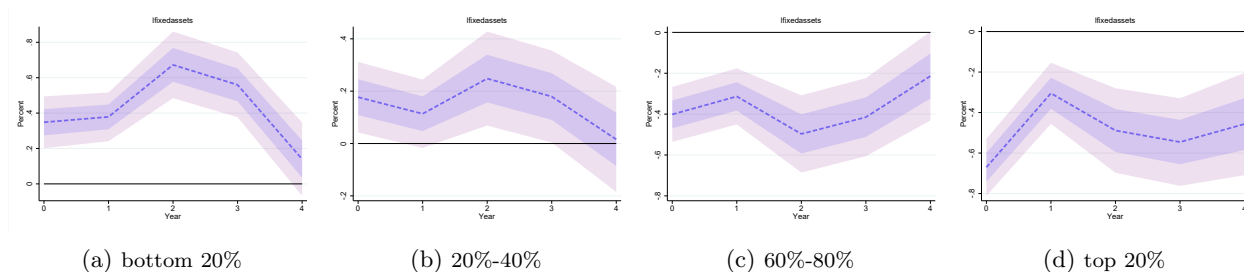 lfixedassets
Percent
.8
.6
.4
.2
0
0 1 2 3 4
Year
(a) bottom 20%
lfixedassets
Percent
.4
.2
0
-.2
0 1 2 3 4
Year
(b) 20%-40%
lfixedassets
Percent
0
-.2
-.4
-.6
-.8
0 1 2 3 4
Year
(c) 60%-80%
lfixedassets
Percent
0
-.2
-.4
-.6
-.8
0 1 2 3 4
Year
(d) top 20%